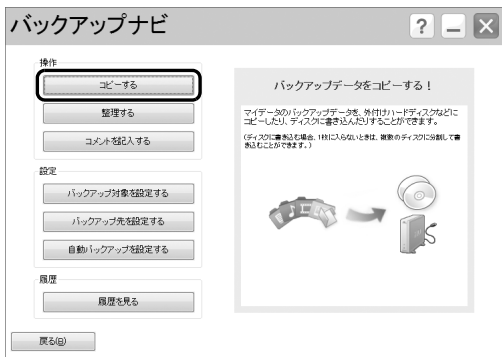 バックアップナビ
?
操作
コピーする
整理する
コメントを記入する
設定
バックアップ対象を設定する
バックアップ先を設定する
自動バックアップを設定する
履歴
履歴を見る
戻る(B)
バックアップデータをコピーする！
マイデータのバックアップデータを、外付けハードディスクなどに
コピーしたり、ディスクに書き込んだりすることができます。
(ディスクに書き込む場合、1枚に入らないときは、複数のディスクに分割して書
き込むことができます。)